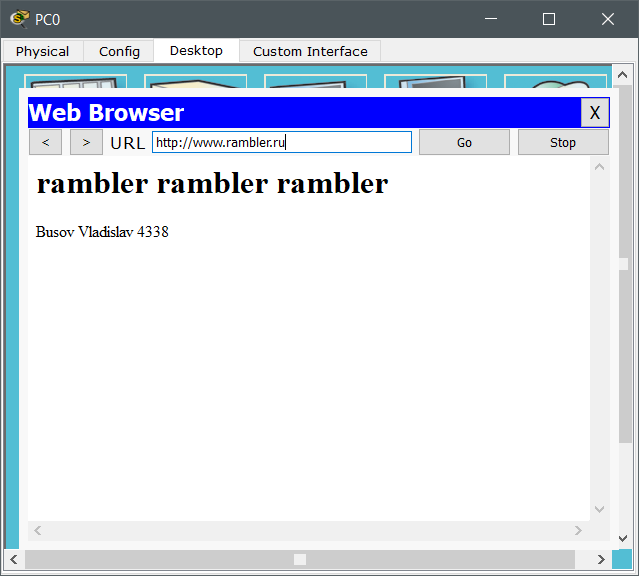 PC0
Physical Config Desktop Custom Interface
Web Browser X
< > URL http://www.rambler.ru Go Stop
rambler rambler rambler
Busov Vladislav 4338